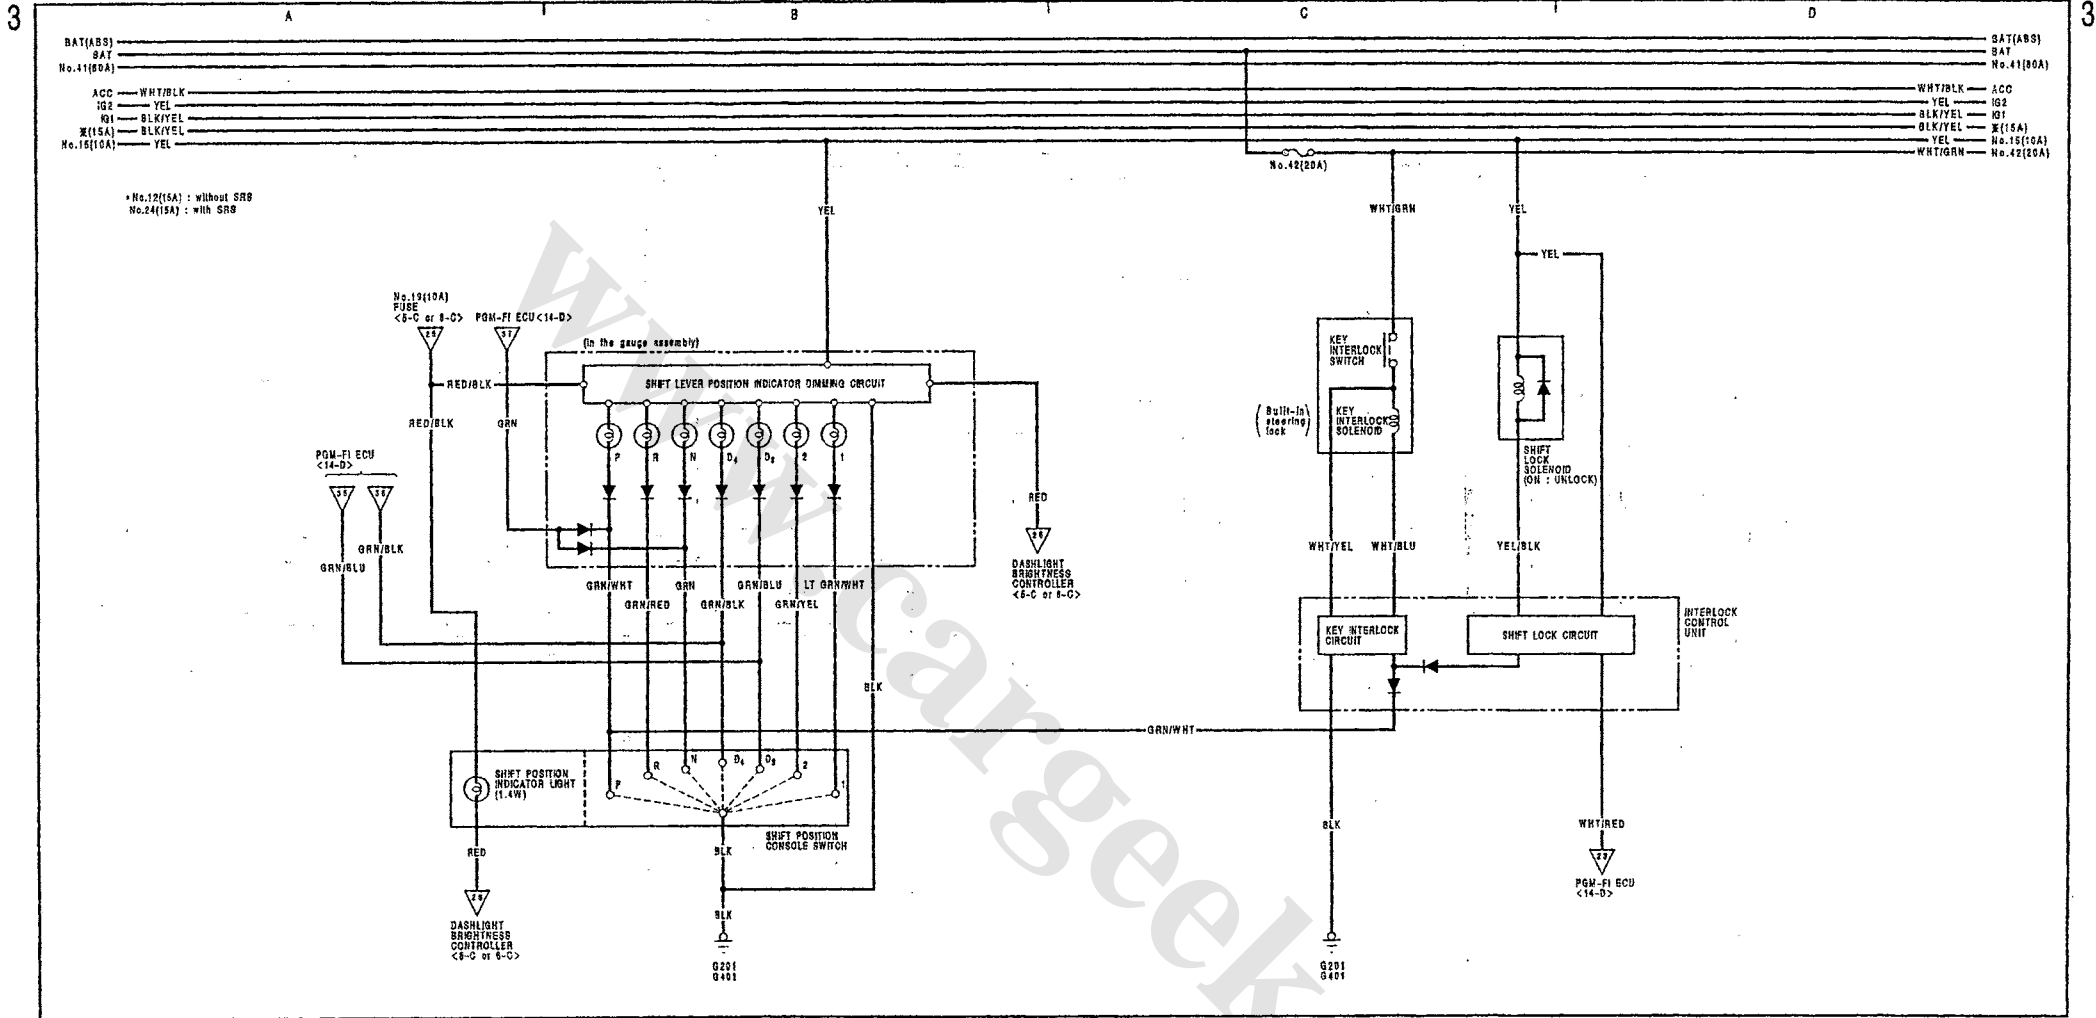 3 A B C D 3
BAT(ABS) BAT(ABS)
BAT BAT
No.41(80A) No.41(80A)
ACC WHT/BLK WHT/BLK ACC
IG2 YEL YEL IG2
IG1 BLK/YEL BLK/YEL IG1
※(15A) BLK/YEL BLK/YEL ※(15A)
No.15(10A) YEL YEL No.15(10A)
No.42(20A) WHT/GRN No.42(20A)
*No.12(15A) : without SRS
No.24(15A) : with SRS
YEL WHT/GRN YEL
YEL
No.19(10A)
FUSE
<5-C or 6-C> PGM-FI ECU<14-D>
25 37
(in the gauge assembly)
RED/BLK
SHIFT LEVER POSITION INDICATOR DIMMING CIRCUIT
RED/BLK GRN
P R N D4 D3 2 1
PGM-FI ECU
<14-D>
35 36
GRN/BLK
GRN/BLU
RED
26
DASHLIGHT
BRIGHTNESS
CONTROLLER
<5-C or 6-C>
GRN/WHT GRN GRN/BLU LT GRN/WHT
GRN/RED GRN/BLK GRN/YEL
BLK
KEY
INTERLOCK
SWITCH
(Built-in
steering
lock)
KEY
INTERLOCK
SOLENOID
SHIFT
LOCK
SOLENOID
(ON : UNLOCK)
WHT/YEL WHT/BLU YEL/BLK
INTERLOCK
CONTROL
UNIT
KEY INTERLOCK
CIRCUIT
SHIFT LOCK CIRCUIT
GRN/WHT
SHIFT POSITION
INDICATOR LIGHT
(1.4W)
P R N D4 D3 2 1
SHIFT POSITION
CONSOLE SWITCH
RED BLK BLK WHT/RED
26
DASHLIGHT
BRIGHTNESS
CONTROLLER
<5-C or 6-C>
BLK
G201
G401
G201
G401
23
PGM-FI ECU
<14-D>
www.cargeek